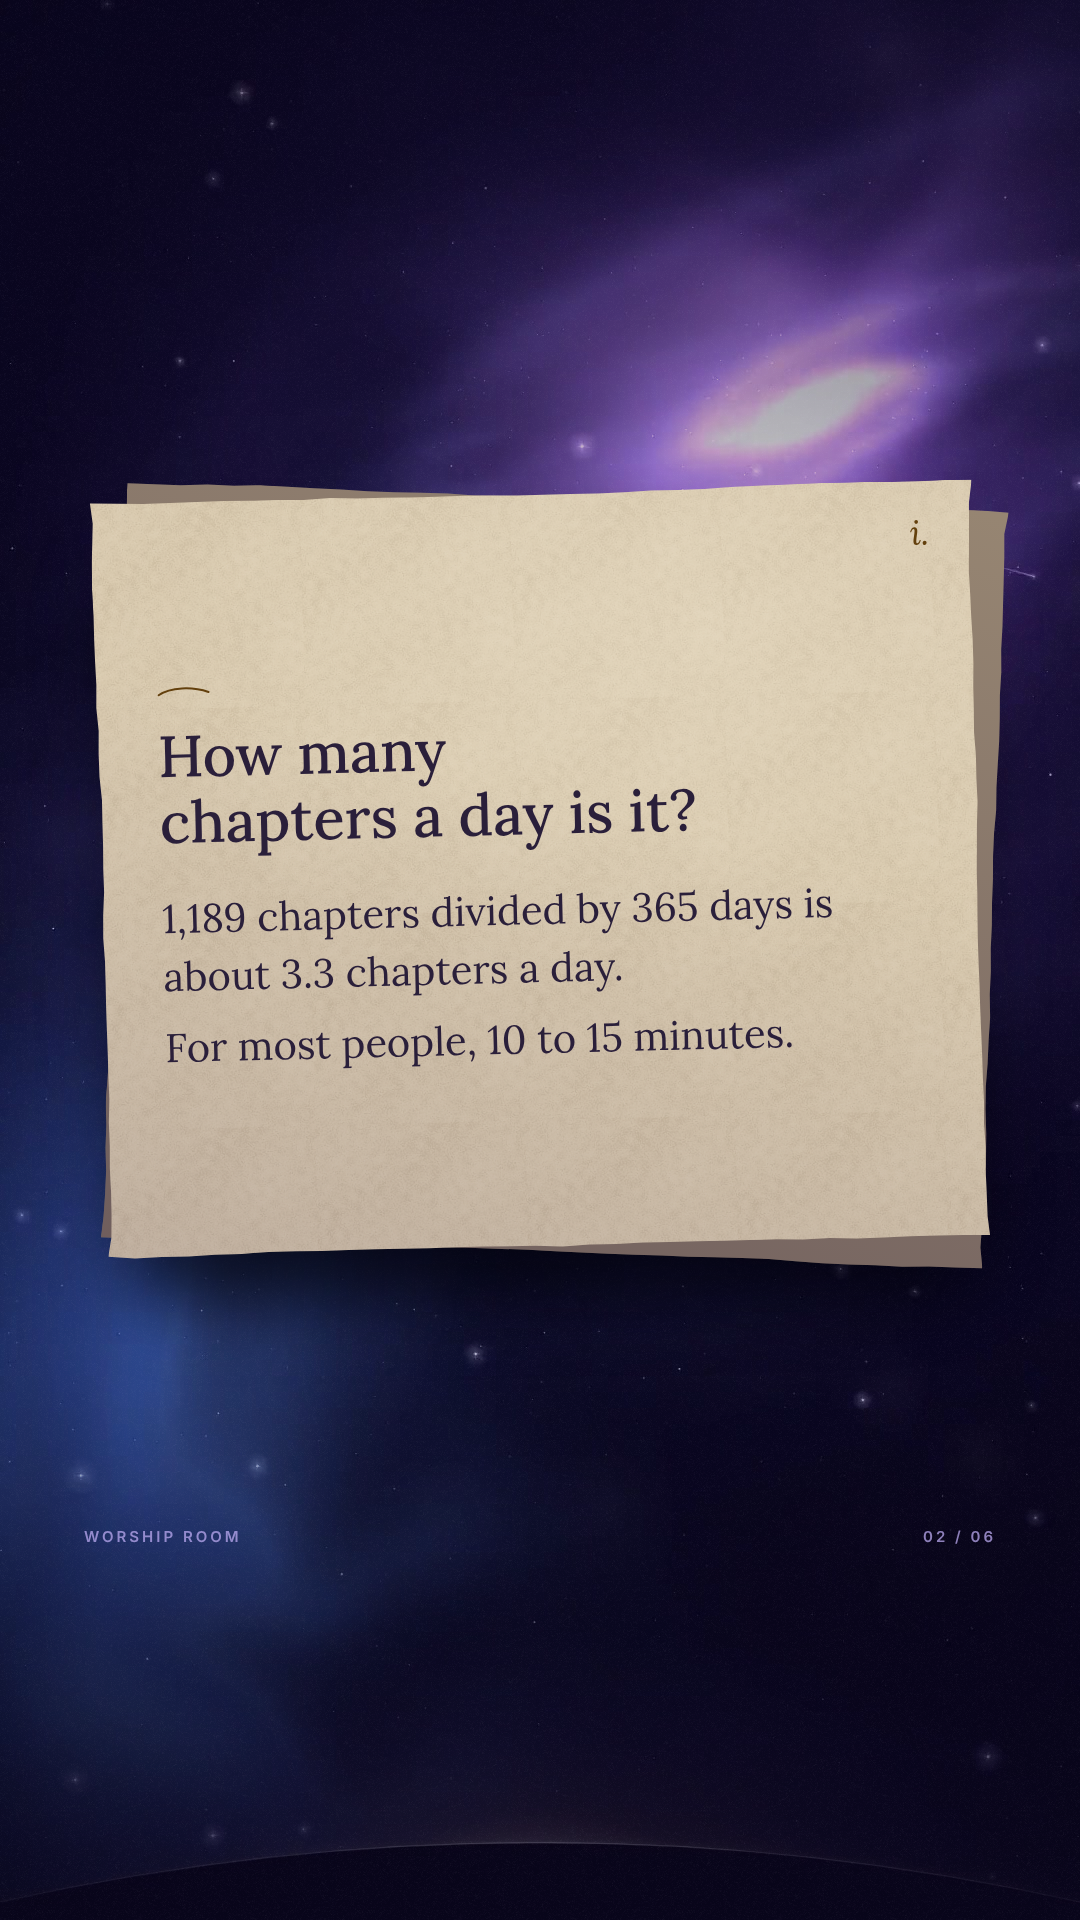 i.
How many
chapters a day is it?
1,189 chapters divided by 365 days is
about 3.3 chapters a day.
For most people, 10 to 15 minutes.
WORSHIP ROOM
02 / 06